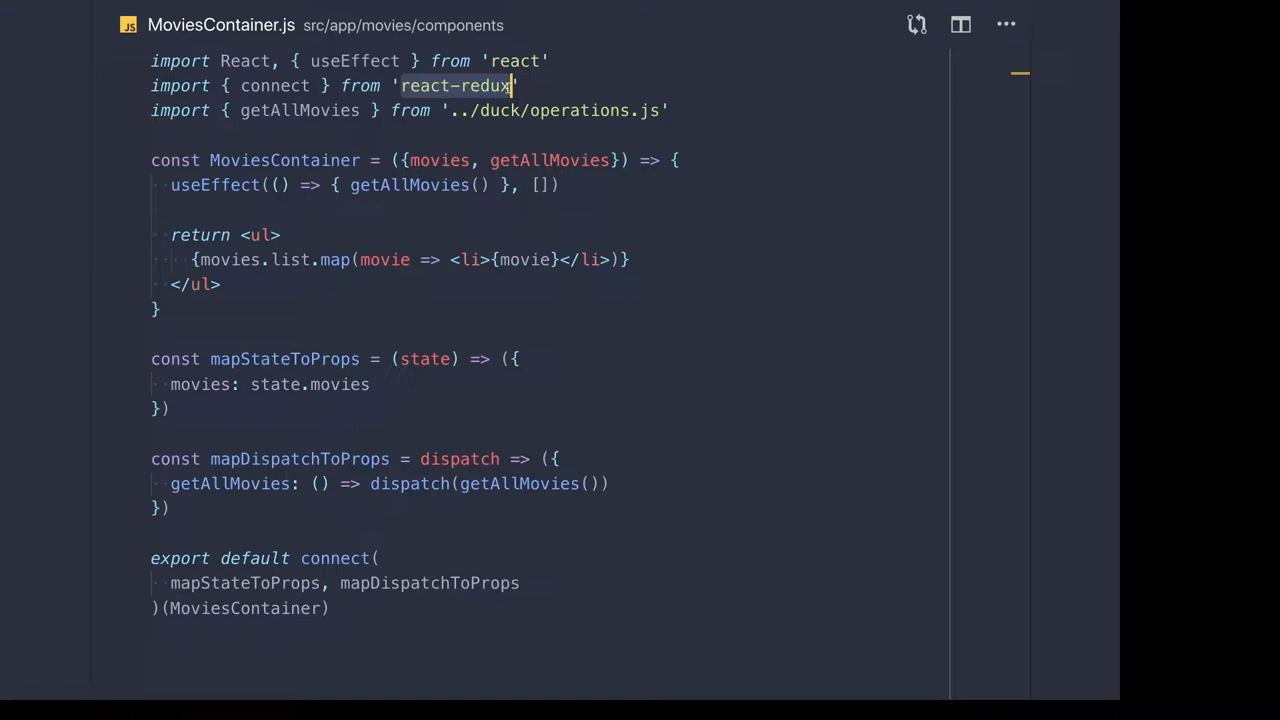 JS MoviesContainer.js src/app/movies/components
import React, { useEffect } from 'react'
import { connect } from 'react-redux'
import { getAllMovies } from '../duck/operations.js'
const MoviesContainer = ({movies, getAllMovies}) => {
useEffect(() => { getAllMovies() }, [])
return <ul>
{movies.list.map(movie => <li>{movie}</li>)}
</ul>
}
const mapStateToProps = (state) => ({
movies: state.movies
})
const mapDispatchToProps = dispatch => ({
getAllMovies: () => dispatch(getAllMovies())
})
export default connect(
mapStateToProps, mapDispatchToProps
)(MoviesContainer)